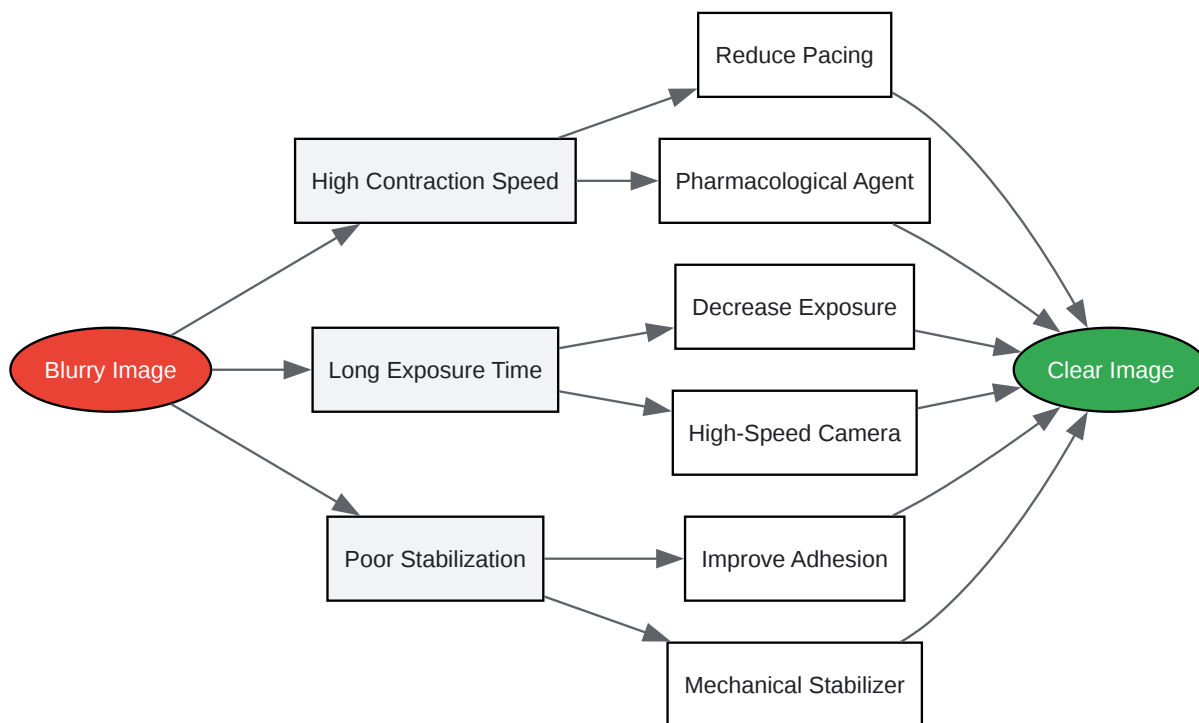 Reduce Pacing
High Contraction Speed
Pharmacological Agent
Decrease Exposure
Blurry Image
Long Exposure Time
Clear Image
High-Speed Camera
Poor Stabilization
Improve Adhesion
Mechanical Stabilizer